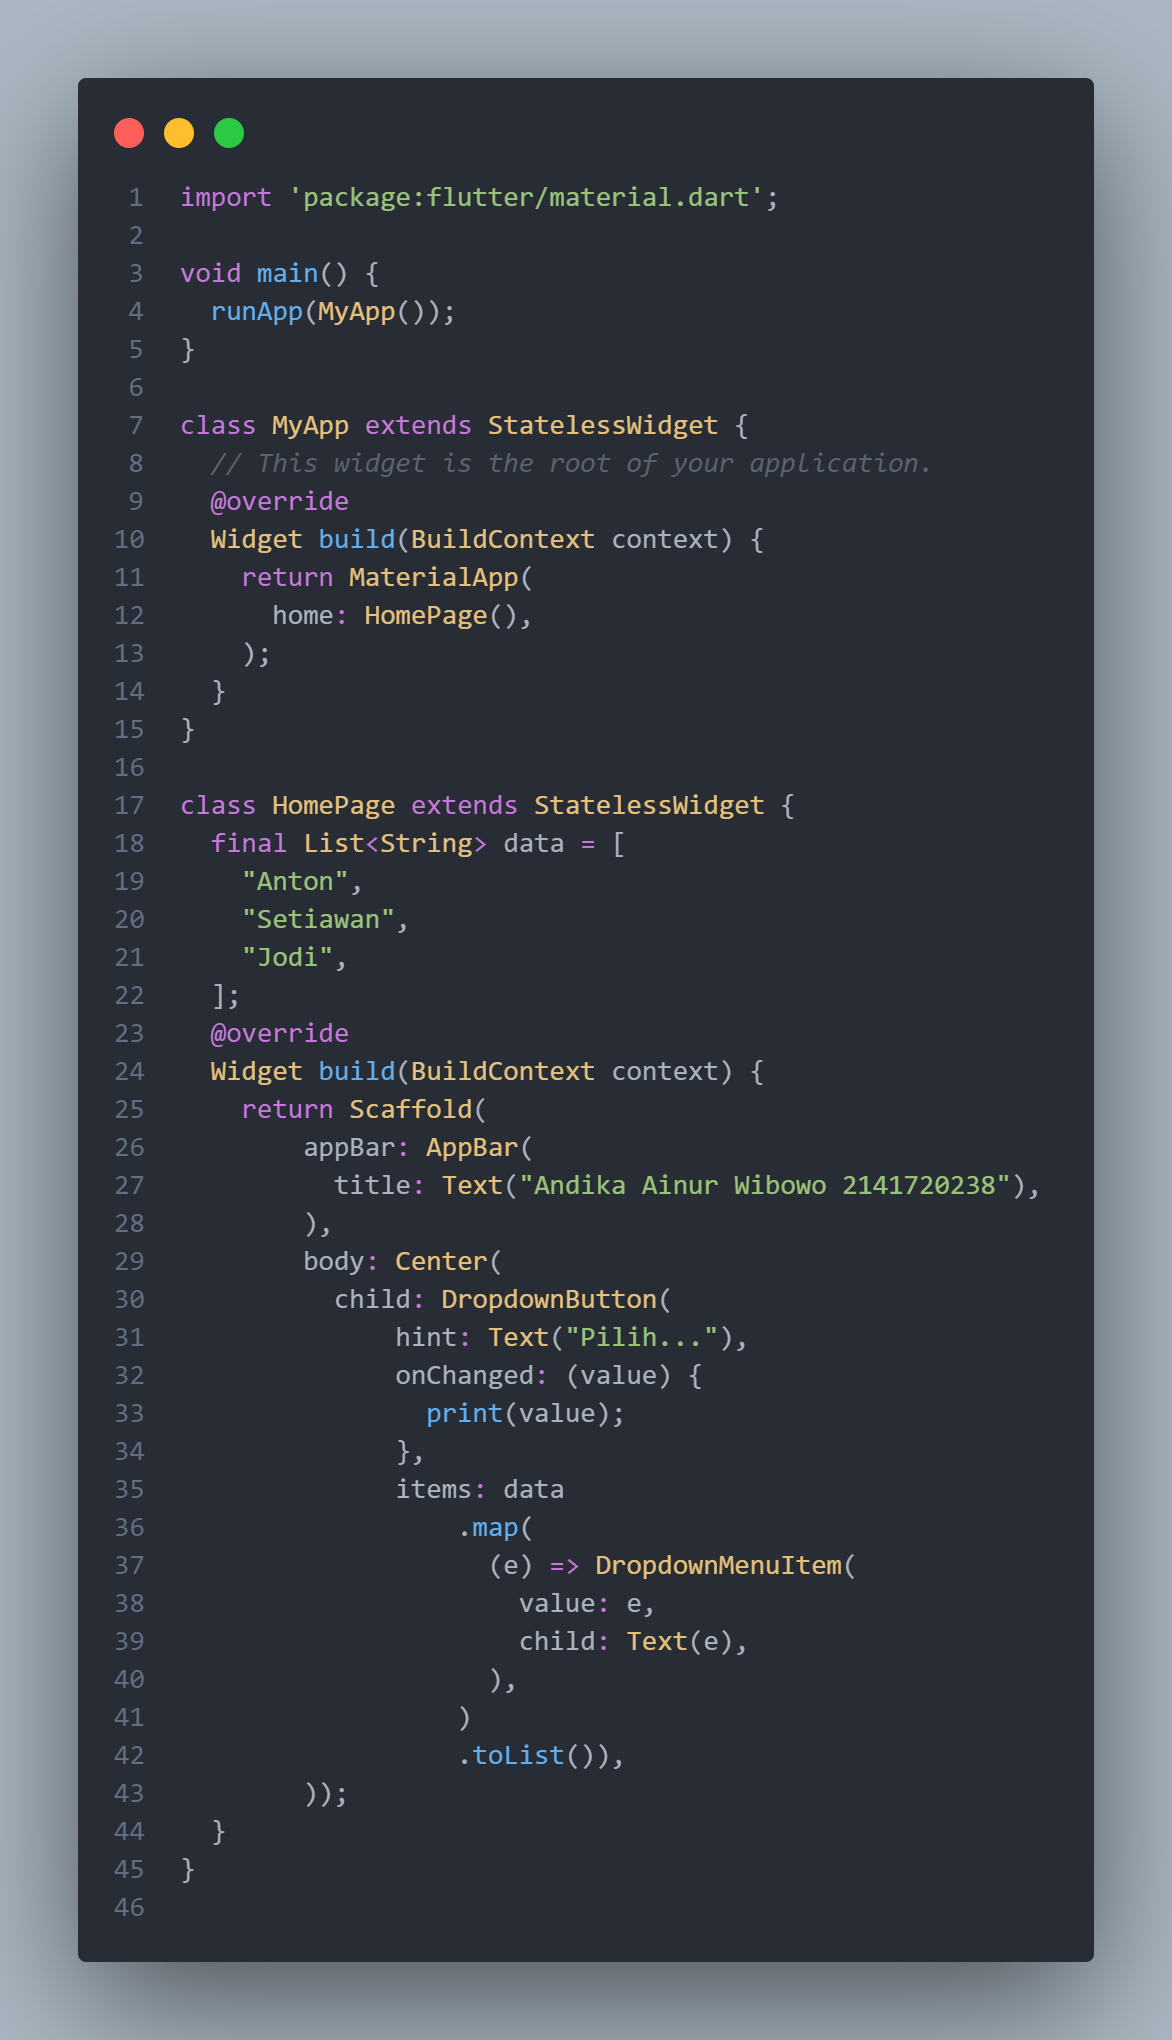 1 import 'package:flutter/material.dart';
2
3 void main() {
4   runApp(MyApp());
5 }
6
7 class MyApp extends StatelessWidget {
8   // This widget is the root of your application.
9   @override
10   Widget build(BuildContext context) {
11     return MaterialApp(
12       home: HomePage(),
13     );
14   }
15 }
16
17 class HomePage extends StatelessWidget {
18   final List<String> data = [
19     "Anton",
20     "Setiawan",
21     "Jodi",
22   ];
23   @override
24   Widget build(BuildContext context) {
25     return Scaffold(
26         appBar: AppBar(
27           title: Text("Andika Ainur Wibowo 2141720238"),
28         ),
29         body: Center(
30           child: DropdownButton(
31               hint: Text("Pilih..."),
32               onChanged: (value) {
33                 print(value);
34               },
35               items: data
36                   .map(
37                     (e) => DropdownMenuItem(
38                       value: e,
39                       child: Text(e),
40                     ),
41                   )
42                   .toList()),
43         ));
44   }
45 }
46